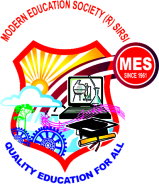 MODERN EDUCATION SOCIETY (R) SIRSI
MES
SINCE 1961
QUALITY EDUCATION FOR ALL